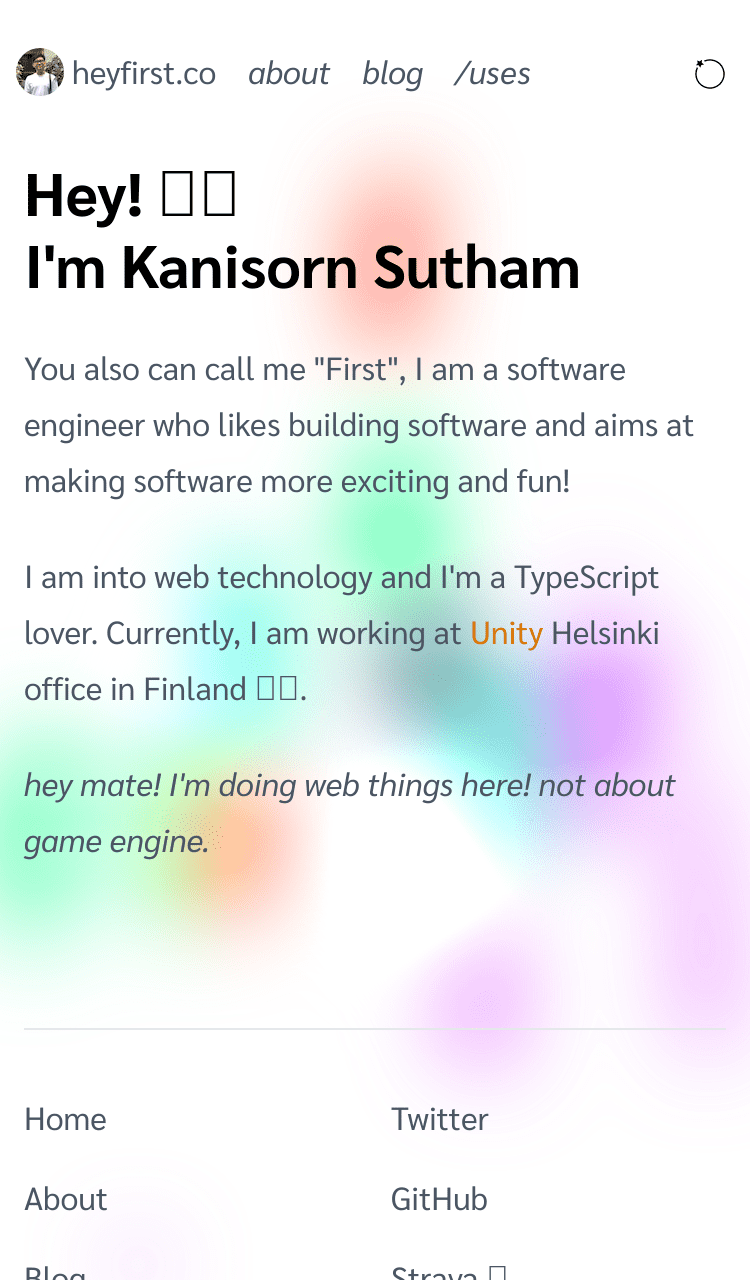 heyfirst.co about blog /uses
Hey! 
I'm Kanisorn Sutham
You also can call me "First", I am a software
engineer who likes building software and aims at
making software more exciting and fun!
I am into web technology and I'm a TypeScript
lover. Currently, I am working at Unity Helsinki
office in Finland .
hey mate! I'm doing web things here! not about
game engine.
Home
Twitter
About
GitHub
Blog
Strava